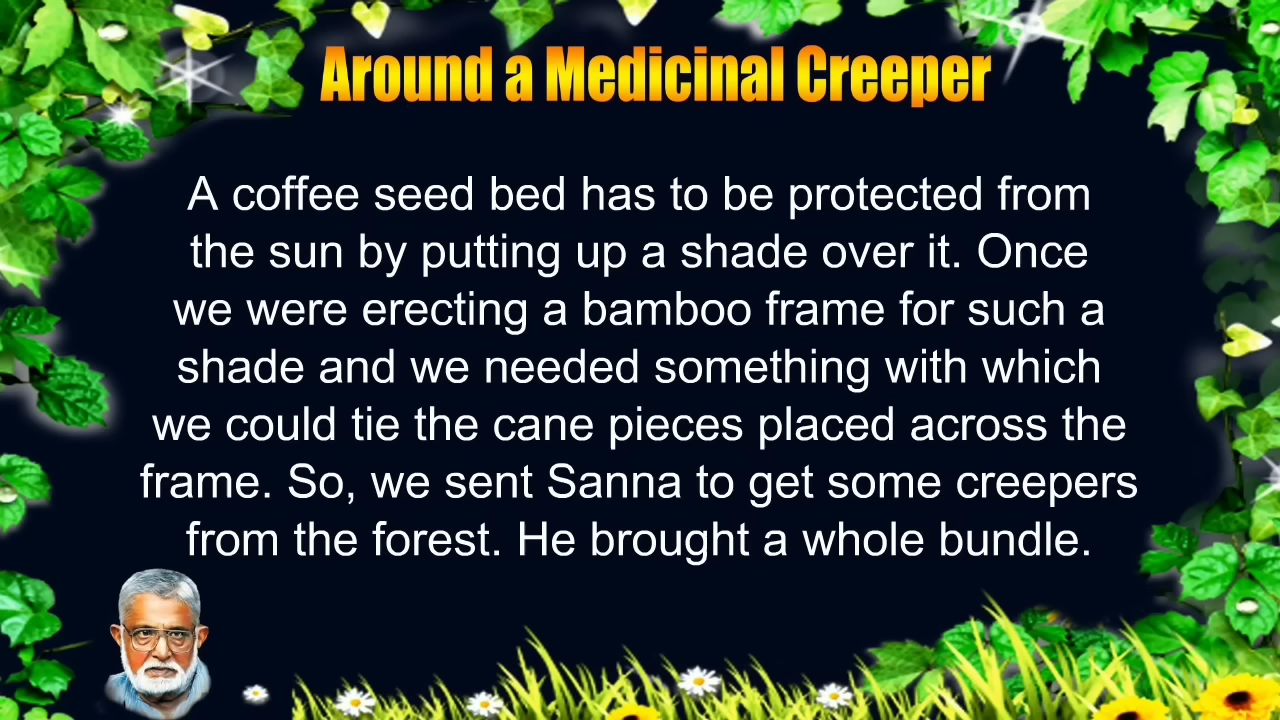 Around a Medicinal Creeper
A coffee seed bed has to be protected from
the sun by putting up a shade over it. Once
we were erecting a bamboo frame for such a
shade and we needed something with which
we could tie the cane pieces placed across the
frame. So, we sent Sanna to get some creepers
from the forest. He brought a whole bundle.